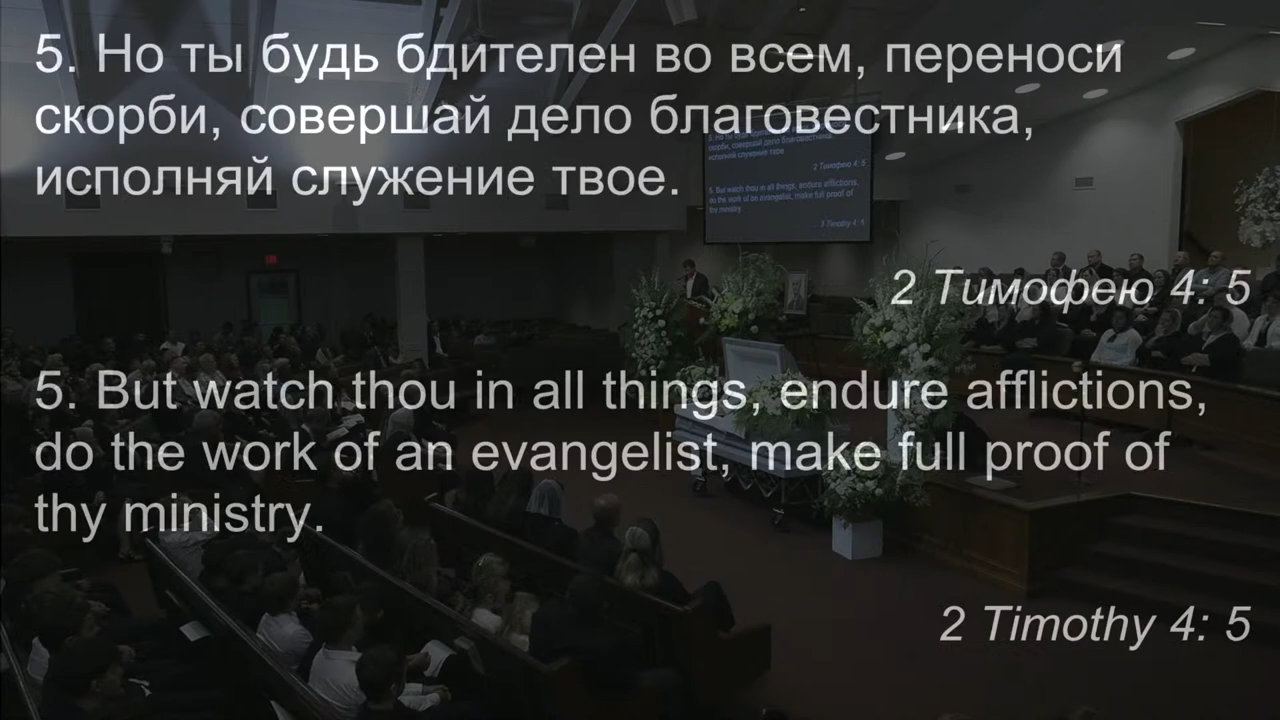 5. Но ты будь бдителен во всем, переноси
скорби, совершай дело благовестника,
исполняй служение твое.
2 Тимофею 4: 5
5. But watch thou in all things, endure afflictions,
do the work of an evangelist, make full proof of
thy ministry.
2 Timothy 4: 5